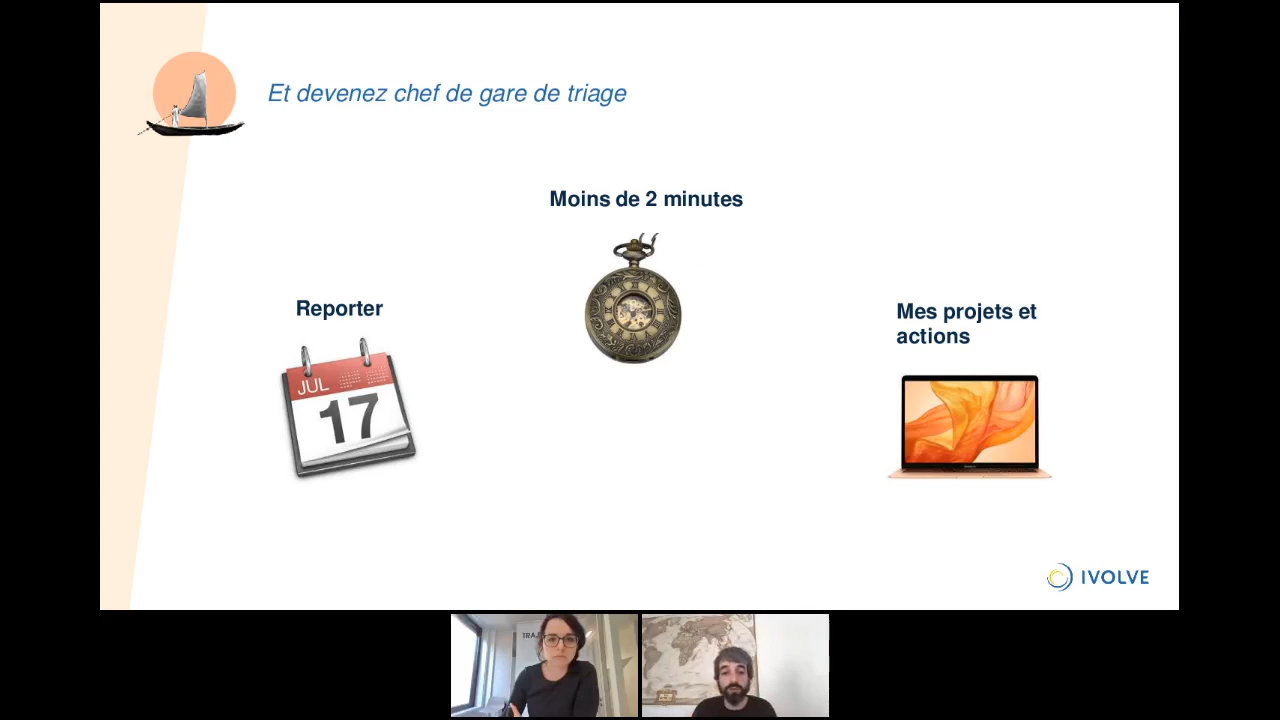 Et devenez chef de gare de triage
Moins de 2 minutes
Reporter
Mes projets et
actions
JUL
17
IVOLVE